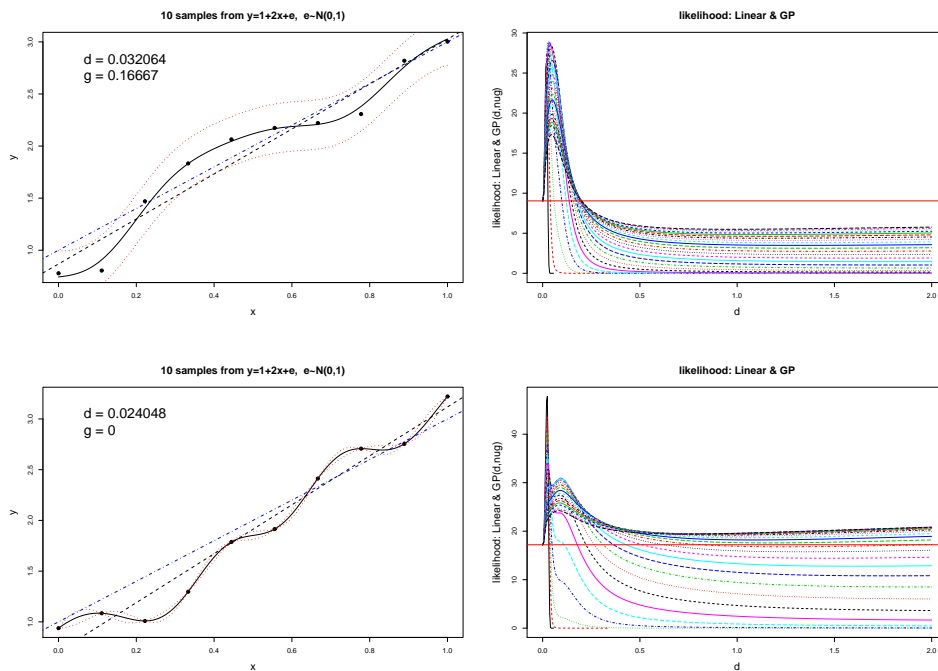 10 samples from y=1+2x+e, e~N(0,1)
d = 0.032064
g = 0.16667
y
1.0 1.5 2.0 2.5 3.0
0.0 0.2 0.4 0.6 0.8 1.0
x
likelihood: Linear & GP
likelihood: Linear & GP(d,nug)
0 5 10 15 20 25 30
0.0 0.5 1.0 1.5 2.0
d
10 samples from y=1+2x+e, e~N(0,1)
d = 0.024048
g = 0
y
1.0 1.5 2.0 2.5 3.0
0.0 0.2 0.4 0.6 0.8 1.0
x
likelihood: Linear & GP
likelihood: Linear & GP(d,nug)
0 10 20 30 40
0.0 0.5 1.0 1.5 2.0
d